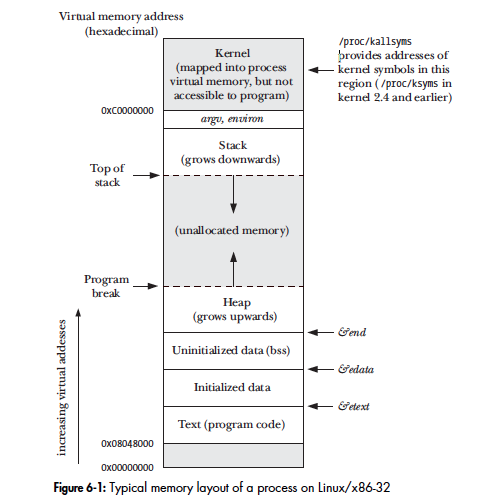 Virtual memory address
(hexadecimal)
Kernel
(mapped into process
virtual memory, but not
accessible to program)
/proc/kallsyms
provides addresses of
kernel symbols in this
region (/proc/ksyms in
kernel 2.4 and earlier)
0xC0000000
argv, environ
Stack
(grows downwards)
Top of
stack
(unallocated memory)
Program
break
Heap
(grows upwards)
&end
Uninitialized data (bss)
&edata
Initialized data
&etext
Text (program code)
0x08048000
0x00000000
increasing virtual addesses
Figure 6-1: Typical memory layout of a process on Linux/x86-32